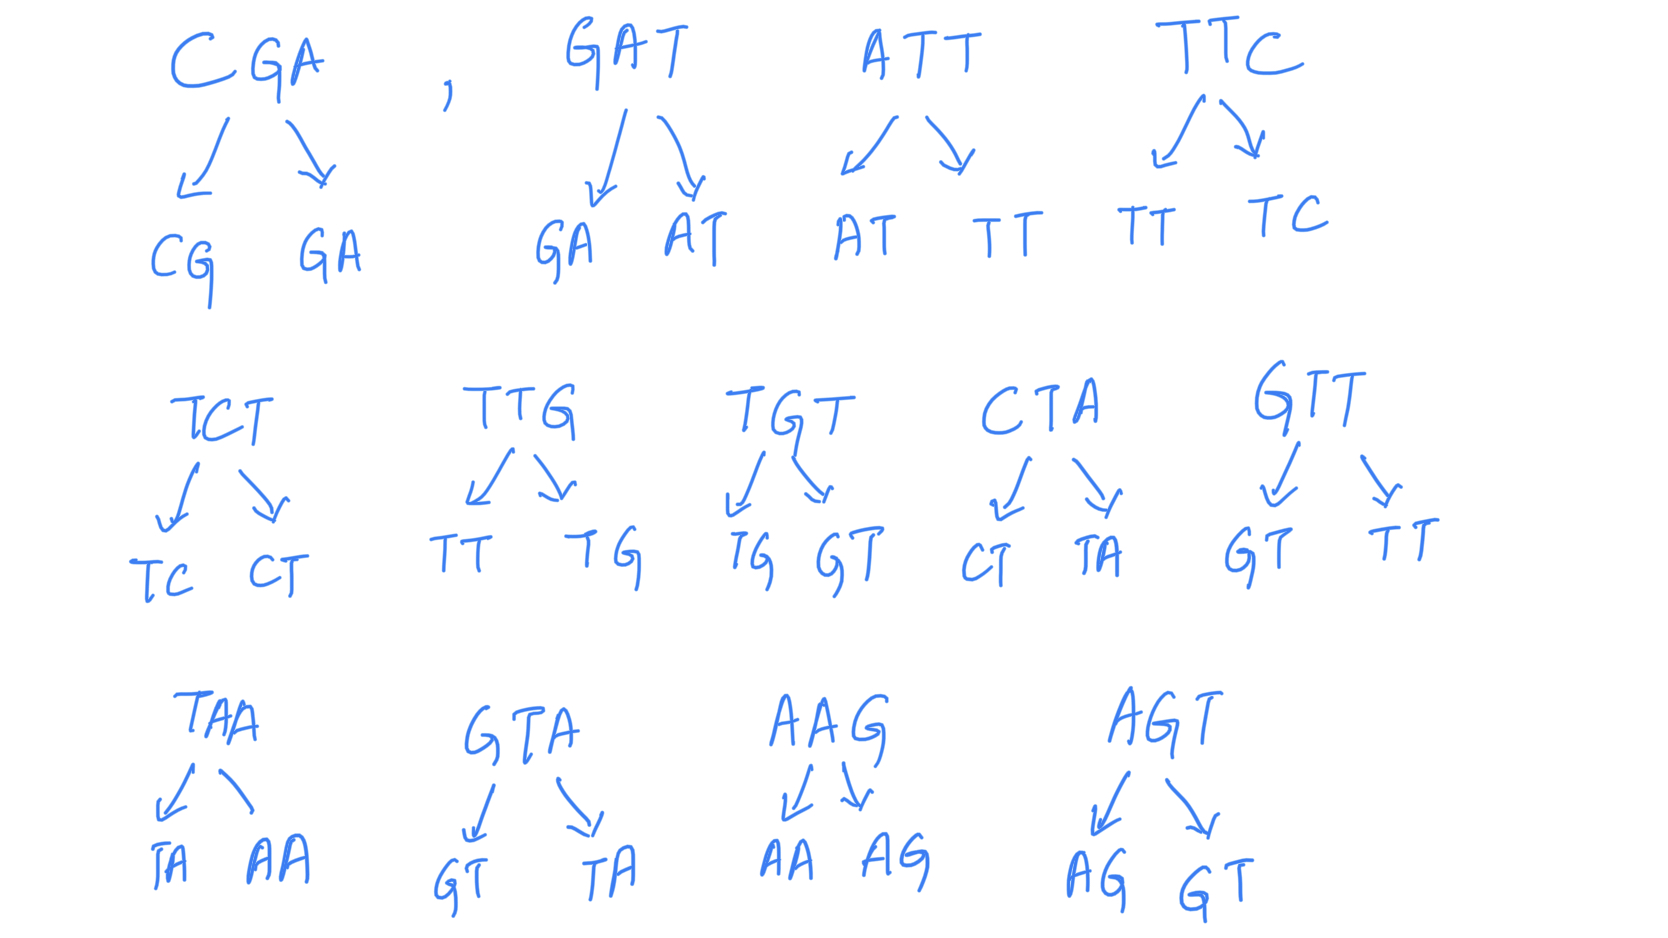 CGA , GAT ATT TTC
CG GA GA AT AT TT TT TC
TCT TTG TGT CTA GTT
TC CT TT TG TG GT CT TA GT TT
TAA GTA AAG AGT
TA AA GT TA AA AG AG GT